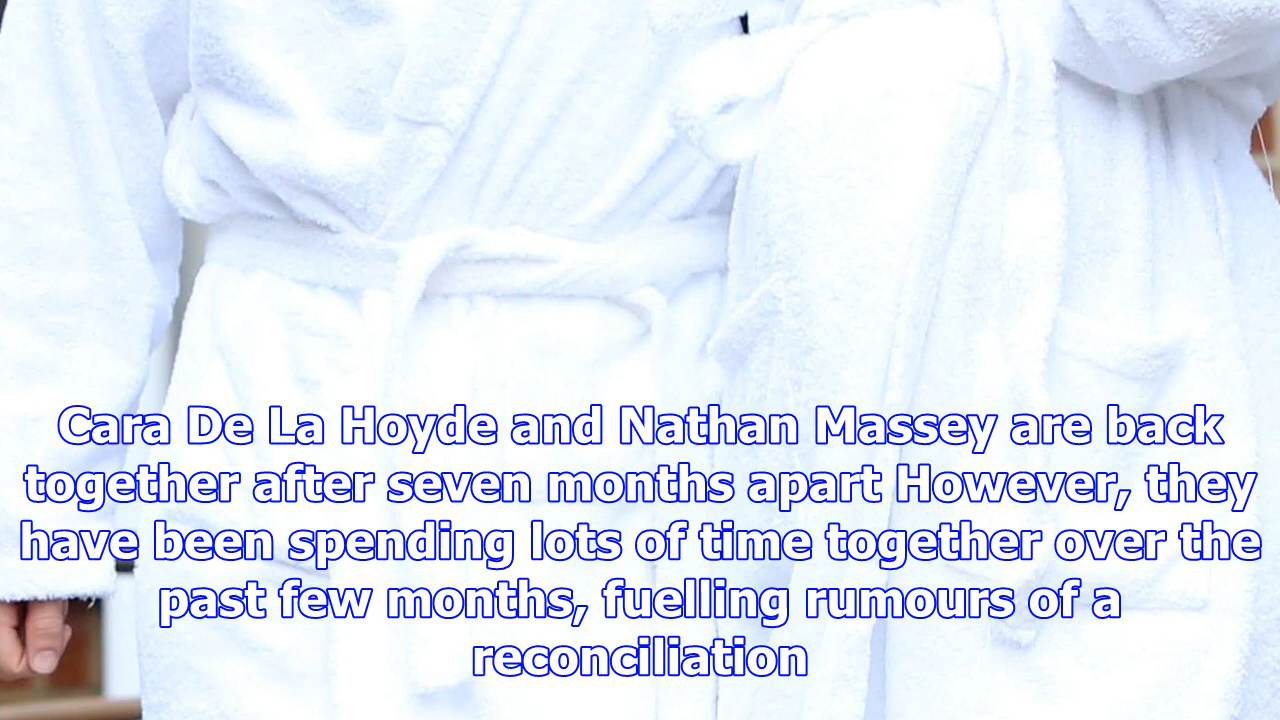 Cara De La Hoyde and Nathan Massey are back
together after seven months apart However, they
have been spending lots of time together over the
past few months, fuelling rumours of a
reconciliation